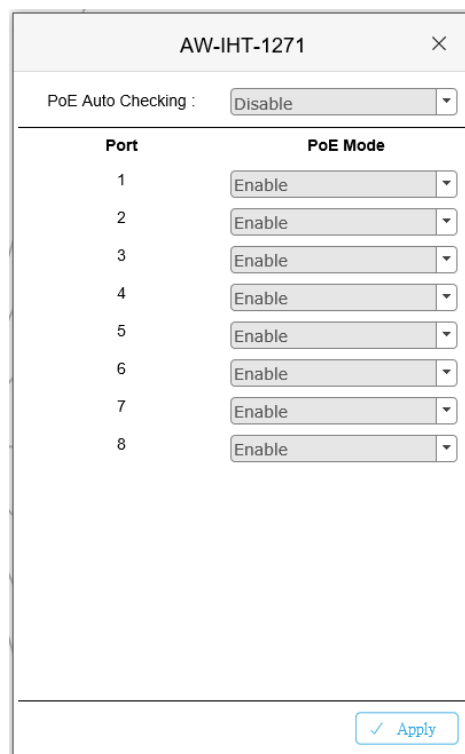 AW-IHT-1271
PoE Auto Checking : Disable
Port PoE Mode
1 Enable
2 Enable
3 Enable
4 Enable
5 Enable
6 Enable
7 Enable
8 Enable
Apply